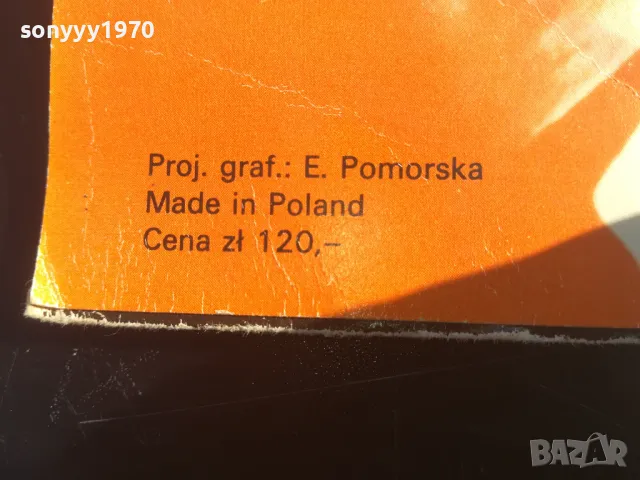 sonyyy1970
Proj. graf.: E. Pomorska
Made in Poland
Cena zł 120,–
BAZAR